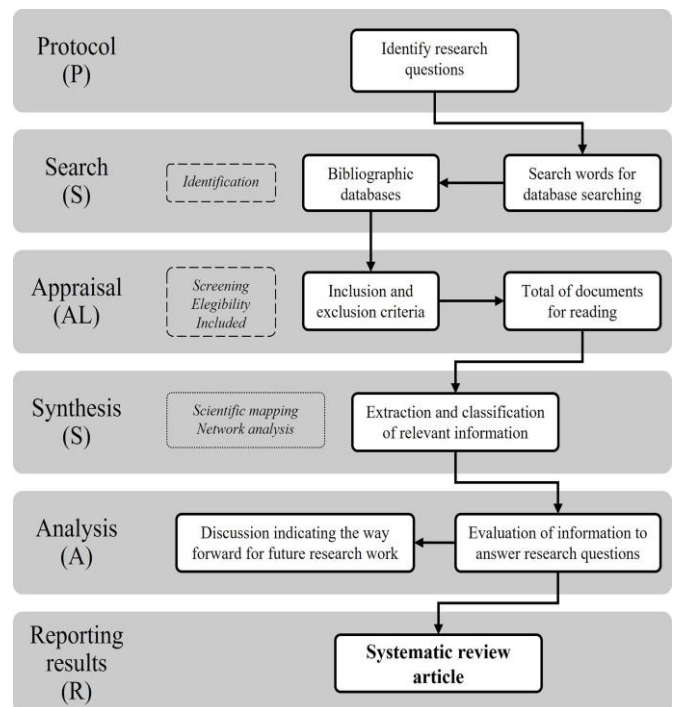 Protocol
(P)
Identify research
questions
Search
(S)
Identification
Bibliographic
databases
Search words for
database searching
Appraisal
(AL)
Screening
Elegibility
Included
Inclusion and
exclusion criteria
Total of documents
for reading
Synthesis
(S)
Scientific mapping
Network analysis
Extraction and classification
of relevant information
Analysis
(A)
Discussion indicating the way
forward for future research work
Evaluation of information to
answer research questions
Reporting
results
(R)
Systematic review
article